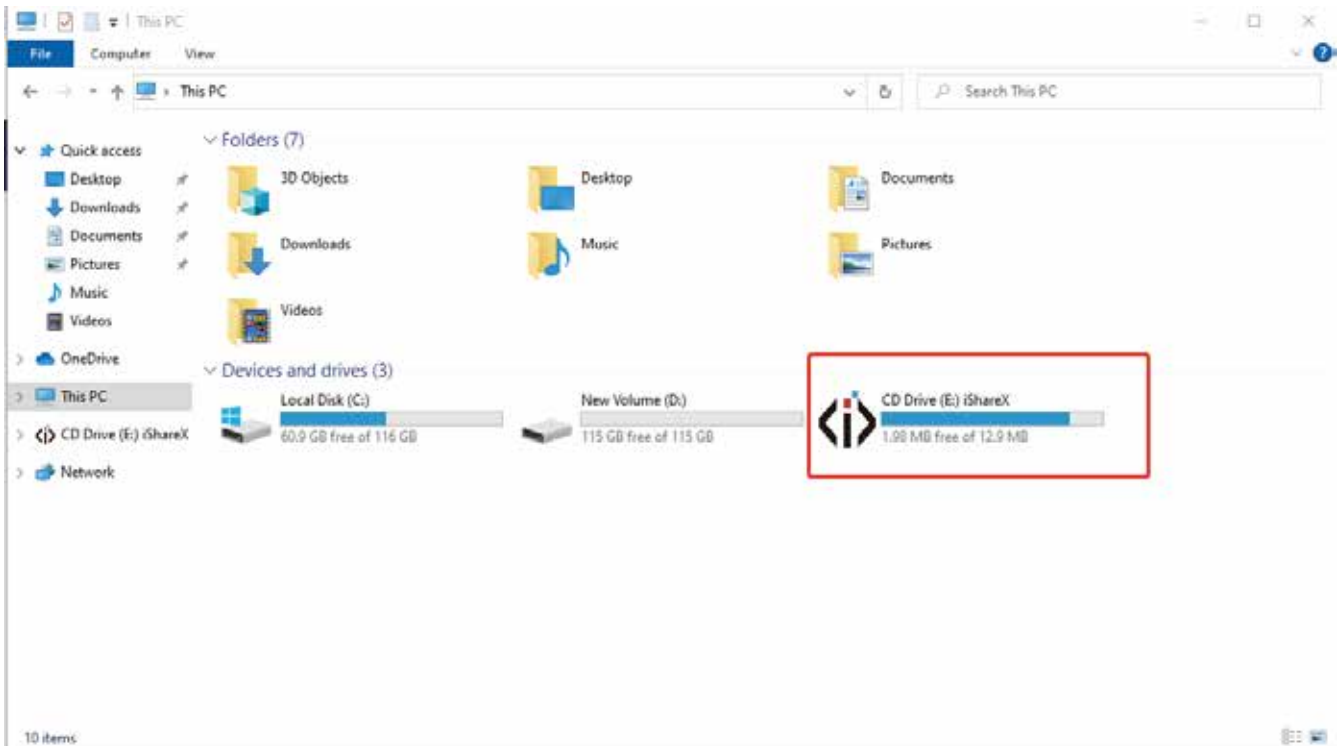 This PC
File Computer View
This PC
Search This PC
Quick access
Desktop
Downloads
Documents
Pictures
Music
Videos
OneDrive
This PC
CD Drive (E:) iShareX
Network
Folders (7)
3D Objects
Desktop
Documents
Downloads
Music
Pictures
Videos
Devices and drives (3)
Local Disk (C:)
60.9 GB free of 116 GB
New Volume (D:)
115 GB free of 115 GB
CD Drive (E:) iShareX
1.98 MB free of 12.9 MB
10 items